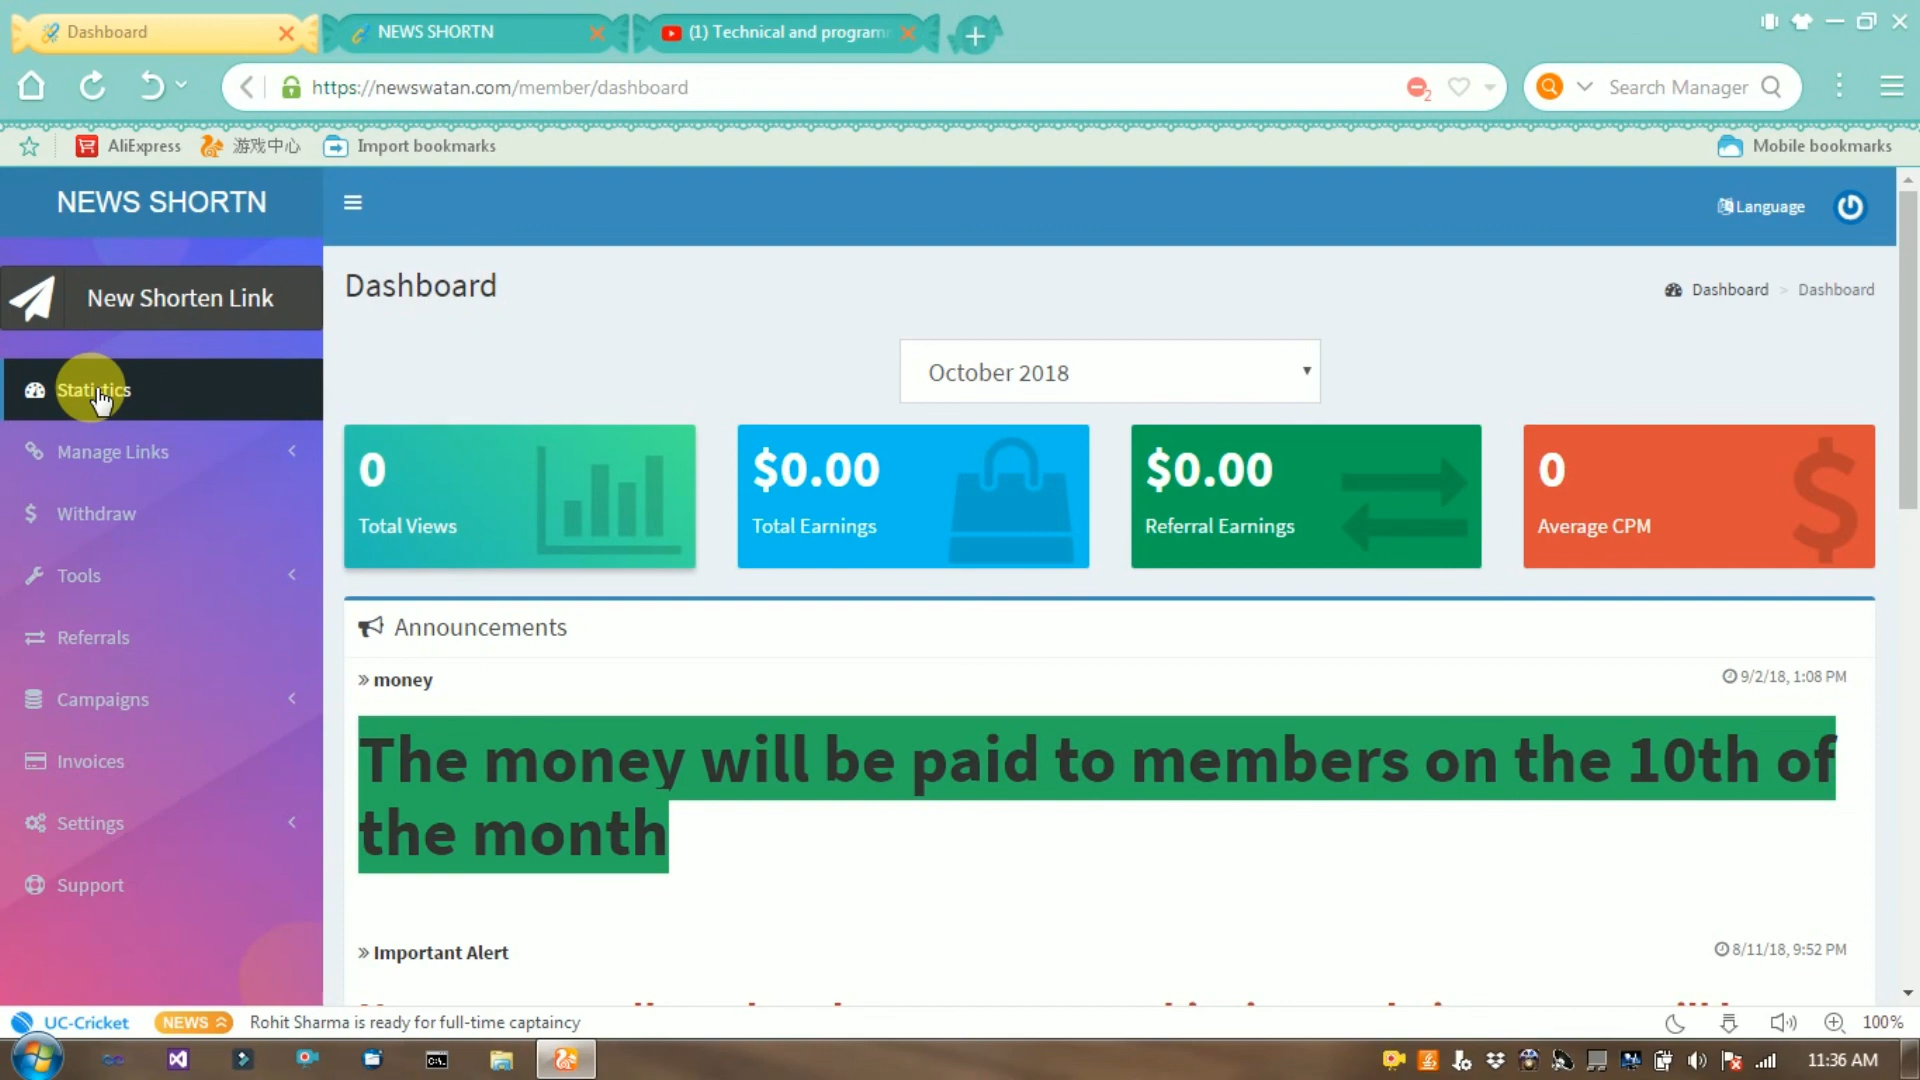 Dashboard
NEWS SHORTN
(1) Technical and program
https://newswatan.com/member/dashboard
2
Search Manager
AliExpress
游戏中心
Import bookmarks
Mobile bookmarks
NEWS SHORTN
Language
New Shorten Link
Dashboard
Dashboard > Dashboard
October 2018
Statistics
Manage Links
Withdraw
Tools
Referrals
Campaigns
Invoices
Settings
Support
0
Total Views
$0.00
Total Earnings
$0.00
Referral Earnings
0
Average CPM
Announcements
» money
9/2/18, 1:08 PM
The money will be paid to members on the 10th of
the month
» Important Alert
8/11/18, 9:52 PM
UC-Cricket
NEWS
Rohit Sharma is ready for full-time captaincy
100%
11:36 AM